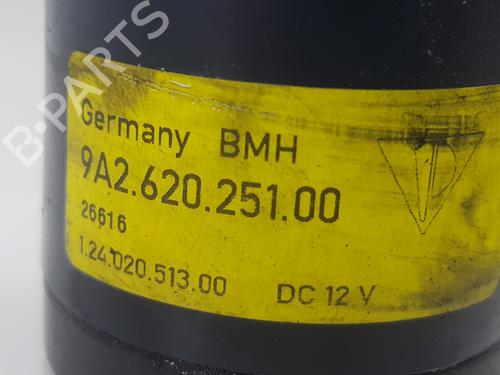 B-PARTS
Germany BMH
9A2.620.251.00
26616
1.24.020.513.00 DC 12 V